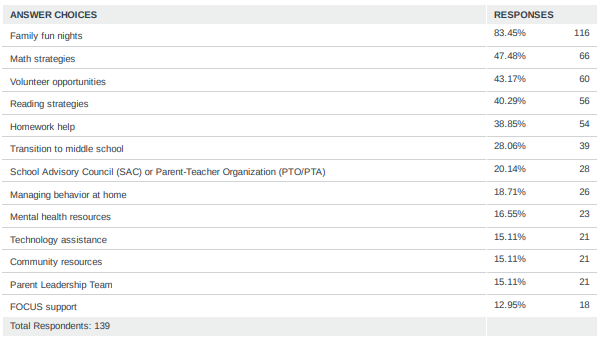 ANSWER CHOICES RESPONSES
Family fun nights 83.45% 116
Math strategies 47.48% 66
Volunteer opportunities 43.17% 60
Reading strategies 40.29% 56
Homework help 38.85% 54
Transition to middle school 28.06% 39
School Advisory Council (SAC) or Parent-Teacher Organization (PTO/PTA) 20.14% 28
Managing behavior at home 18.71% 26
Mental health resources 16.55% 23
Technology assistance 15.11% 21
Community resources 15.11% 21
Parent Leadership Team 15.11% 21
FOCUS support 12.95% 18
Total Respondents: 139